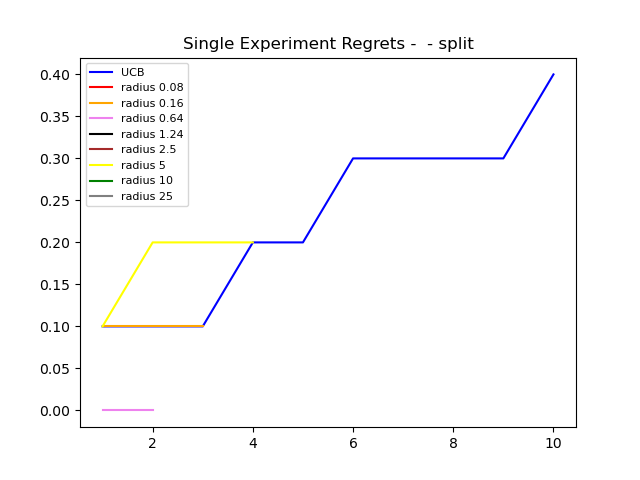 Single Experiment Regrets -  - split
UCB
radius 0.08
radius 0.16
radius 0.64
radius 1.24
radius 2.5
radius 5
radius 10
radius 25
0.40
0.35
0.30
0.25
0.20
0.15
0.10
0.05
0.00
2 4 6 8 10